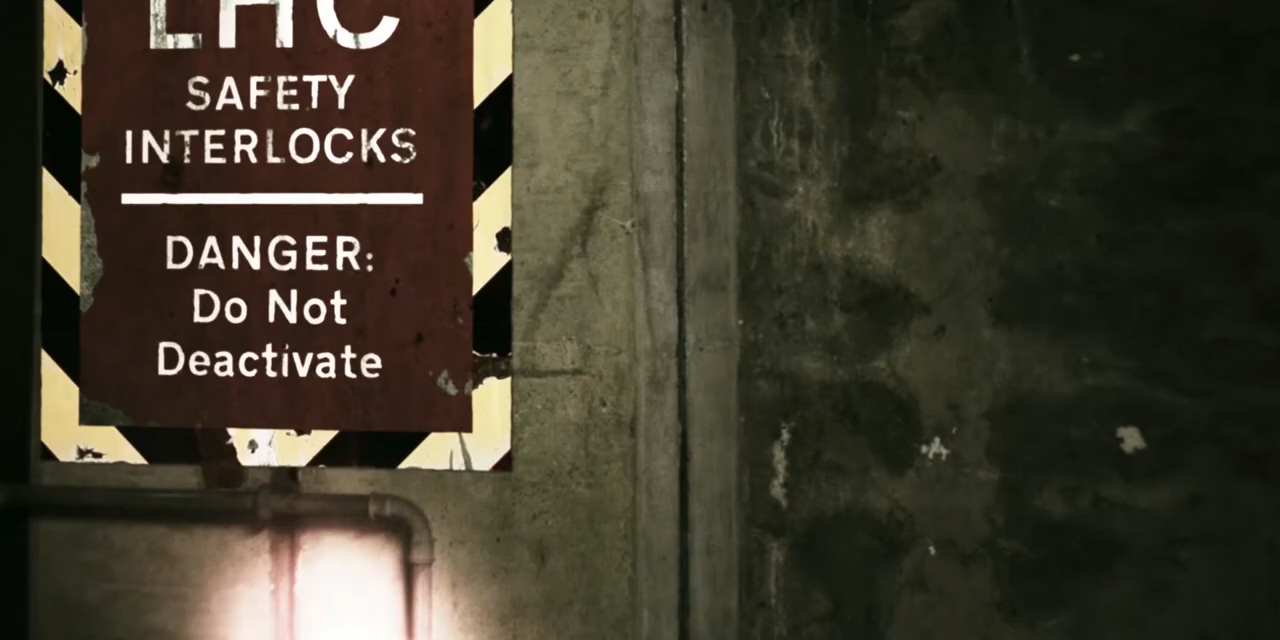 LHC
SAFETY
INTERLOCKS
DANGER:
Do Not
Deactivate